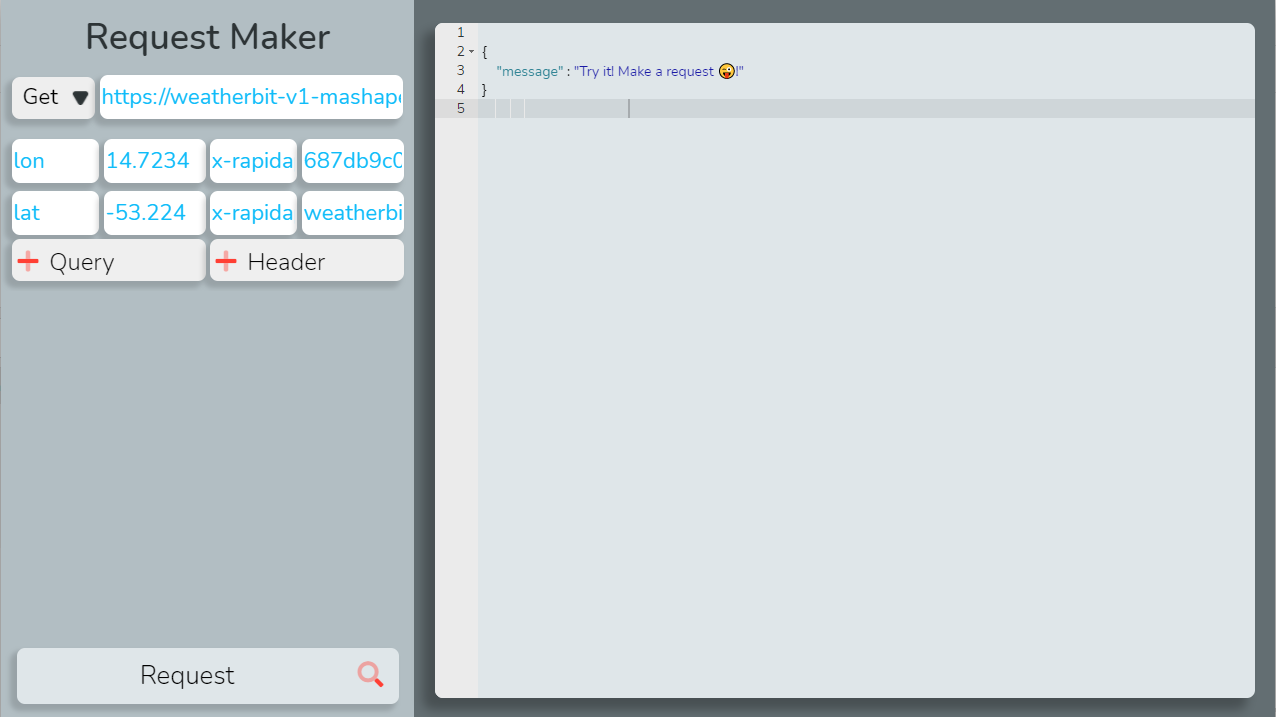 Request Maker
Get
https://weatherbit-v1-mashape
lon 14.7234 x-rapida 687db9c0
lat -53.224 x-rapida weatherbi
Query Header
Request
1
2 {
3 "message" : "Try it! Make a request 😜!"
4 }
5